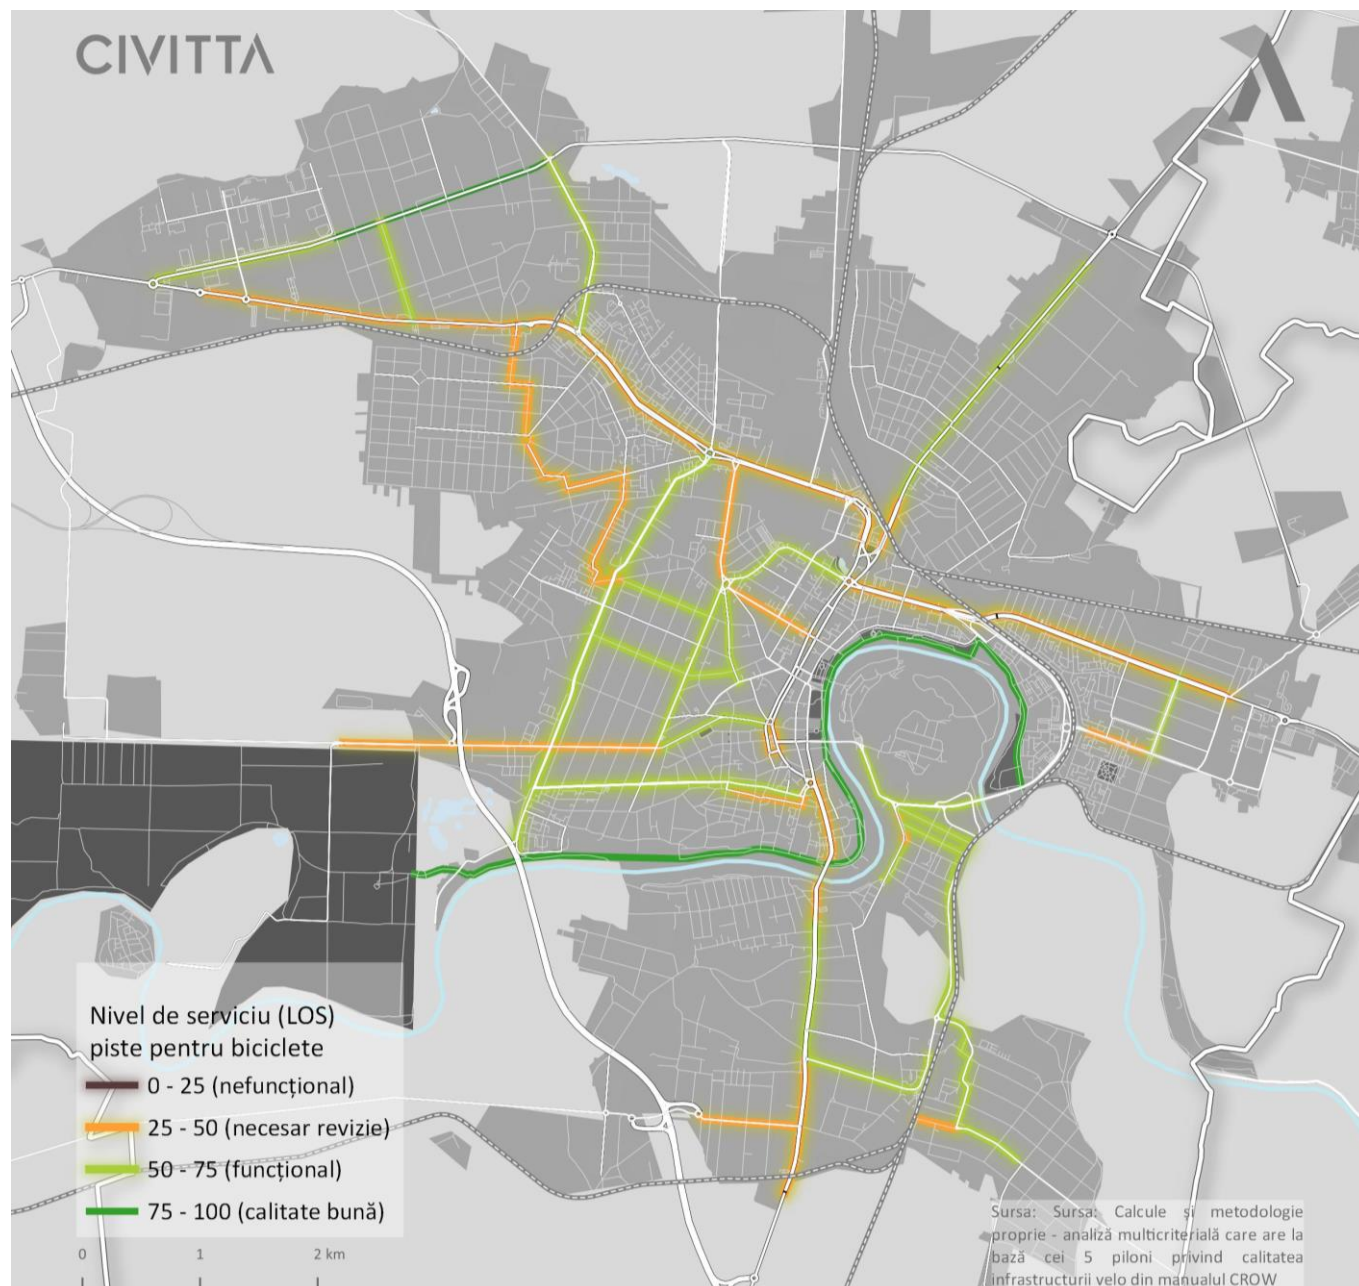 CIVITTA
Nivel de serviciu (LOS)
piste pentru biciclete
0 - 25 (nefuncțional)
25 - 50 (necesar revizie)
50 - 75 (funcțional)
75 - 100 (calitate bună)
0 1 2 km
Sursa: Sursa: Calcule și metodologie
proprie - analiză multicriterială care are la
bază cei 5 piloni privind calitatea
infrastructurii velo din manualul CROW